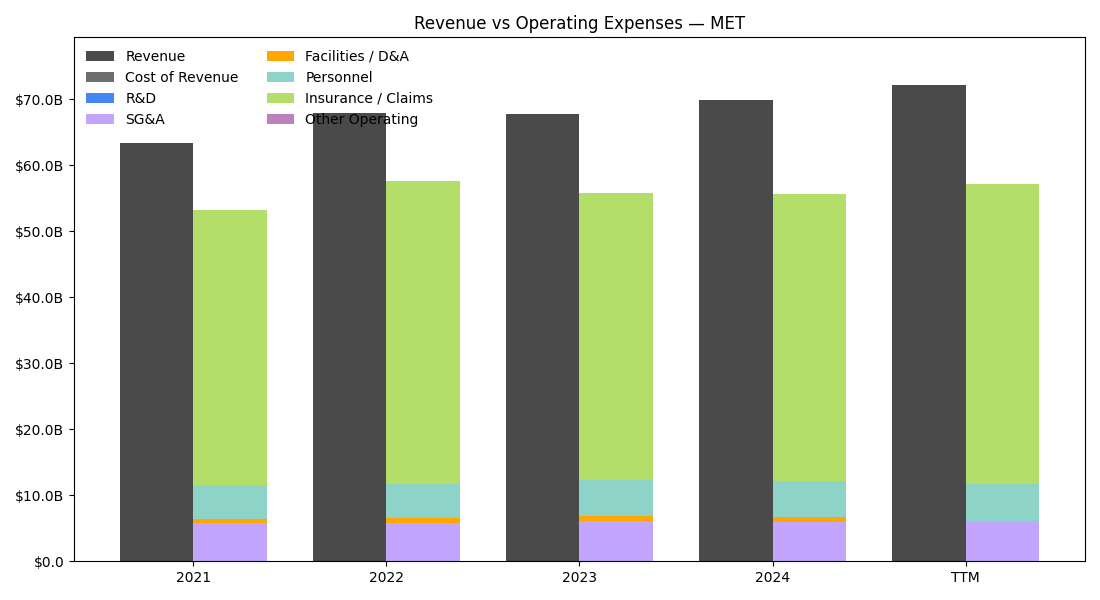 Revenue vs Operating Expenses — MET
Revenue
Cost of Revenue
R&D
SG&A
Facilities / D&A
Personnel
Insurance / Claims
Other Operating
$70.0B
$60.0B
$50.0B
$40.0B
$30.0B
$20.0B
$10.0B
$0.0
2021 2022 2023 2024 TTM